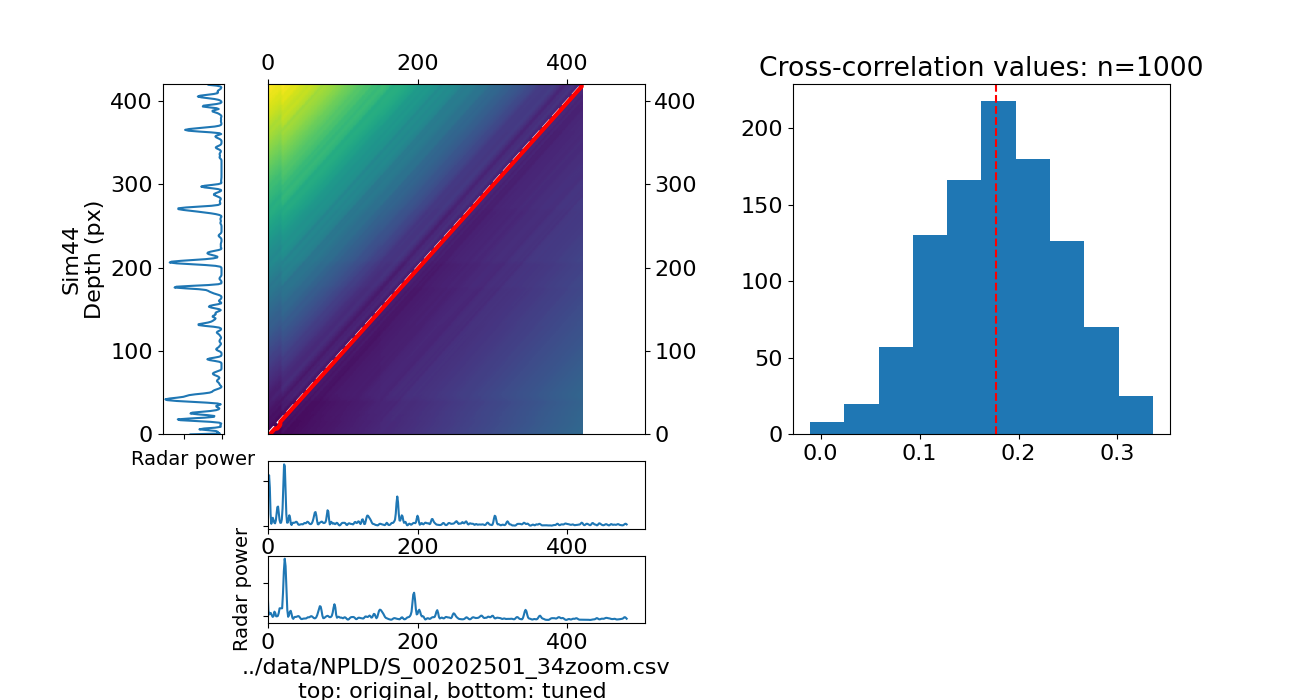 0 200 400
Cross-correlation values: n=1000
400
300
200
100
0
Sim44
Depth (px)
Radar power
400
300
200
100
0
200
150
100
50
0
0.0 0.1 0.2 0.3
0 200 400
Radar power
0 200 400
../data/NPLD/S_00202501_34zoom.csv
top: original, bottom: tuned